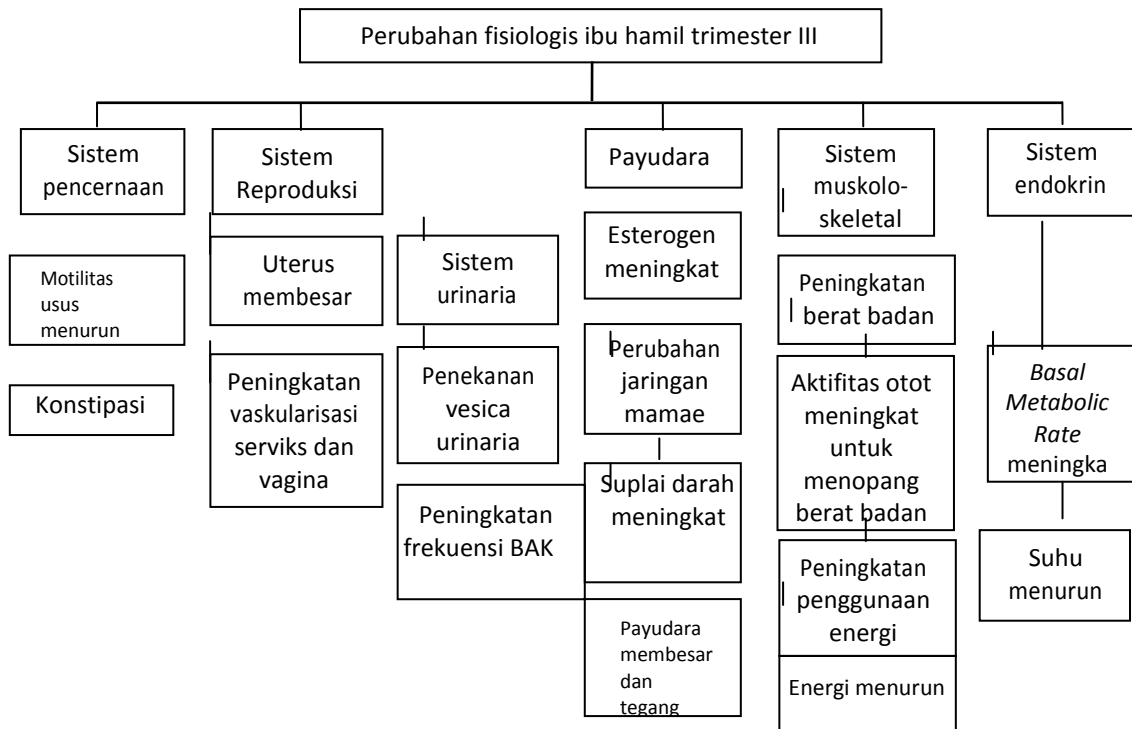 Perubahan fisiologis ibu hamil trimester III
Sistem
pencernaan
Motilitas
usus
menurun
Konstipasi
Sistem
Reproduksi
Uterus
membesar
Peningkatan
vaskularisasi
serviks dan
vagina
Sistem
urinaria
Penekanan
vesica
urinaria
Peningkatan
frekuensi BAK
Payudara
Esterogen
meningkat
Perubahan
jaringan
mamae
Suplai darah
meningkat
Payudara
membesar
dan
tegang
Sistem
muskolo-
skeletal
Peningkatan
berat badan
Aktifitas otot
meningkat
untuk
menopang
berat badan
Peningkatan
penggunaan
energi
Energi menurun
Sistem
endokrin
Basal
Metabolic
Rate
meningka
Suhu
menurun